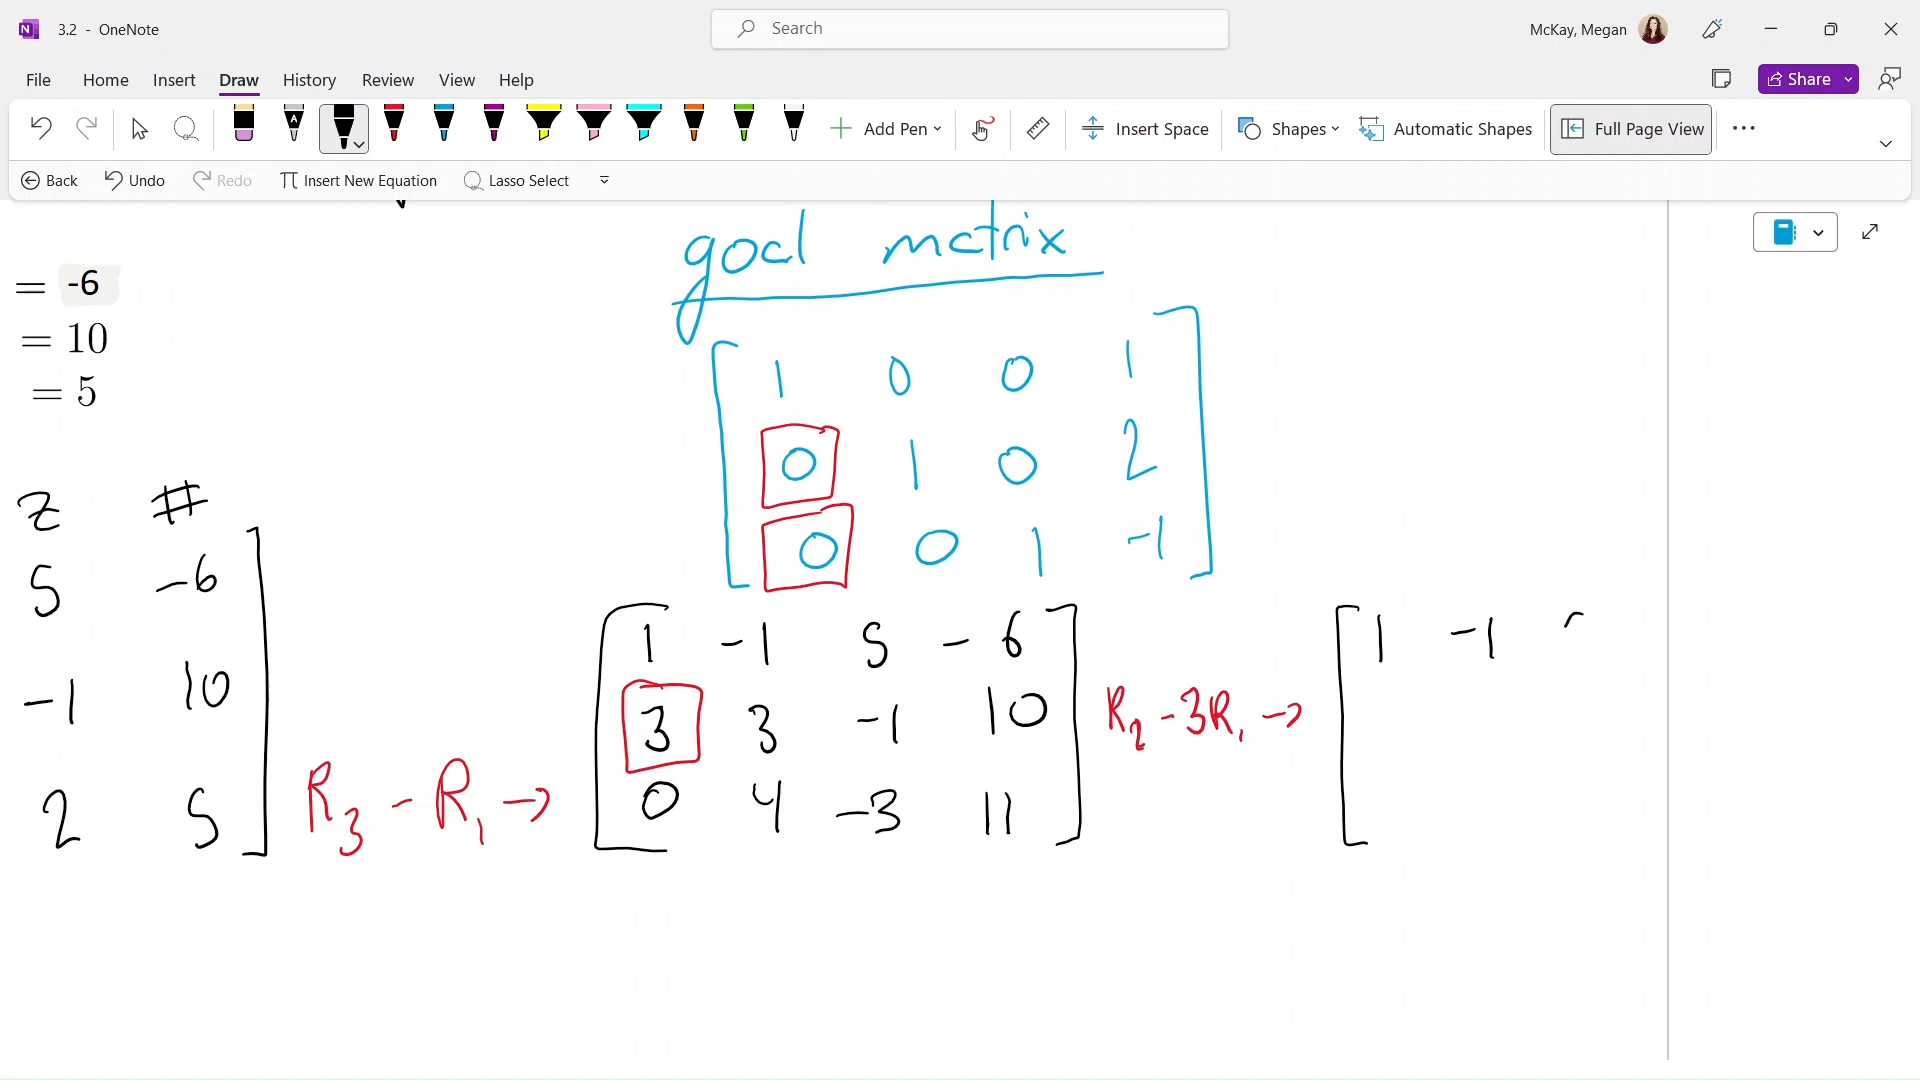 3.2 - OneNote
Search
McKay, Megan
File Home Insert Draw History Review View Help
Share
Add Pen
Insert Space
Shapes
Automatic Shapes
Full Page View
Back Undo Redo Insert New Equation Lasso Select
goal matrix
= -6
= 10
= 5
1 0 0 1
0 1 0 2
0 0 1 -1
z #
5 -6
-1 10
2 5
R3 - R1 →
1 -1 5 -6
3 3 -1 10
0 4 -3 11
R2 - 3R1 →
1 -1